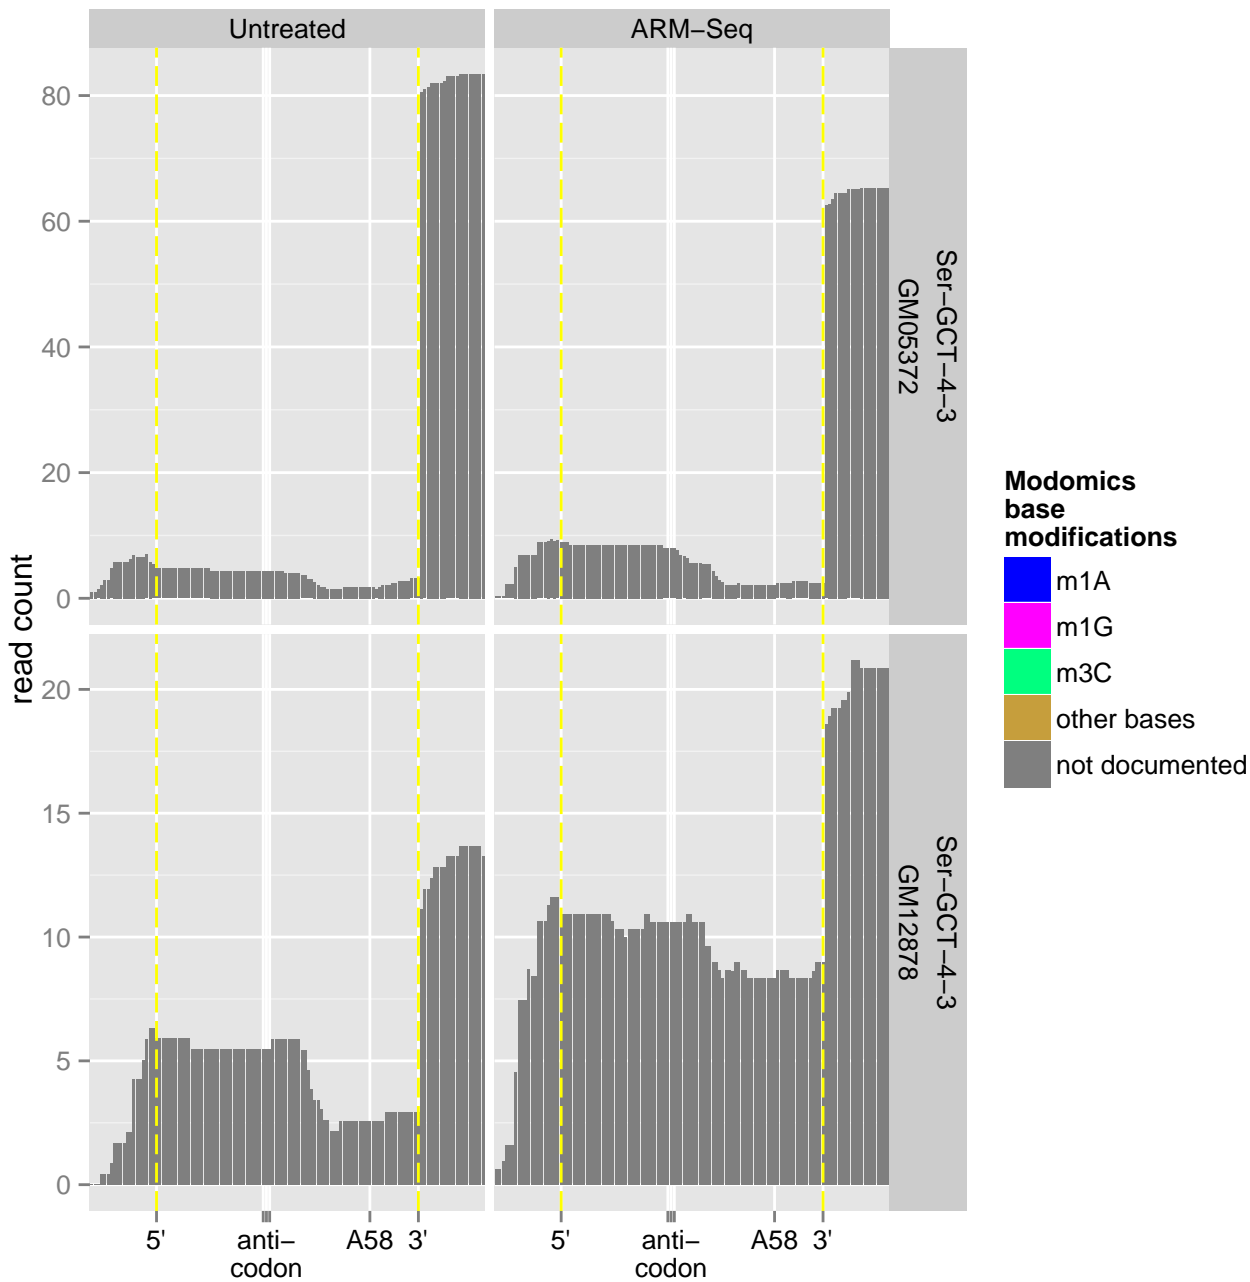 Untreated
ARM−Seq
read count
80
60
40
20
0
Ser−GCT−4−3
GM05372
20
15
10
5
0
Ser−GCT−4−3
GM12878
5'
anti−
codon
A58
3'
5'
anti−
codon
A58
3'
Modomics
base
modifications
m1A
m1G
m3C
other bases
not documented